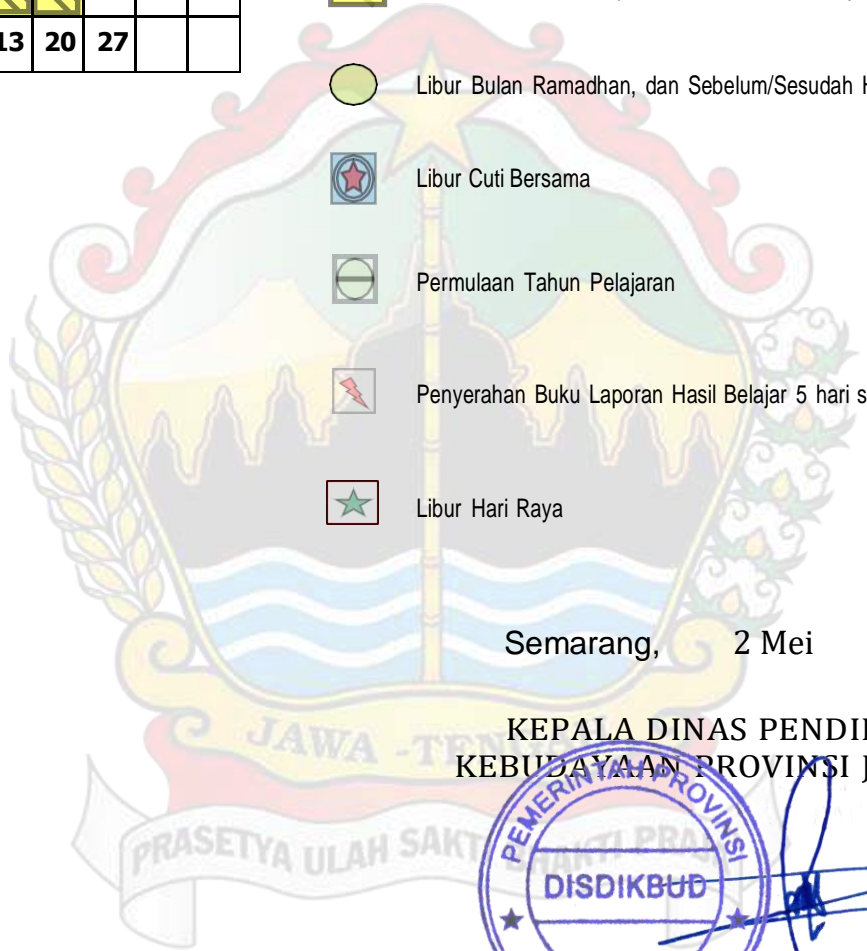 13 20 27
Libur Bulan Ramadhan, dan Sebelum/Sesudah H
Libur Cuti Bersama
Permulaan Tahun Pelajaran
Penyerahan Buku Laporan Hasil Belajar 5 hari s
Libur Hari Raya
Semarang, 2 Mei
KEPALA DINAS PENDI
KEBUDAYAAN PROVINSI J
JAWA - TENGAH
PRASETYA ULAH SAKTI BHAKTI PRAJA
PEMERINTAH PROVINSI
DISDIKBUD